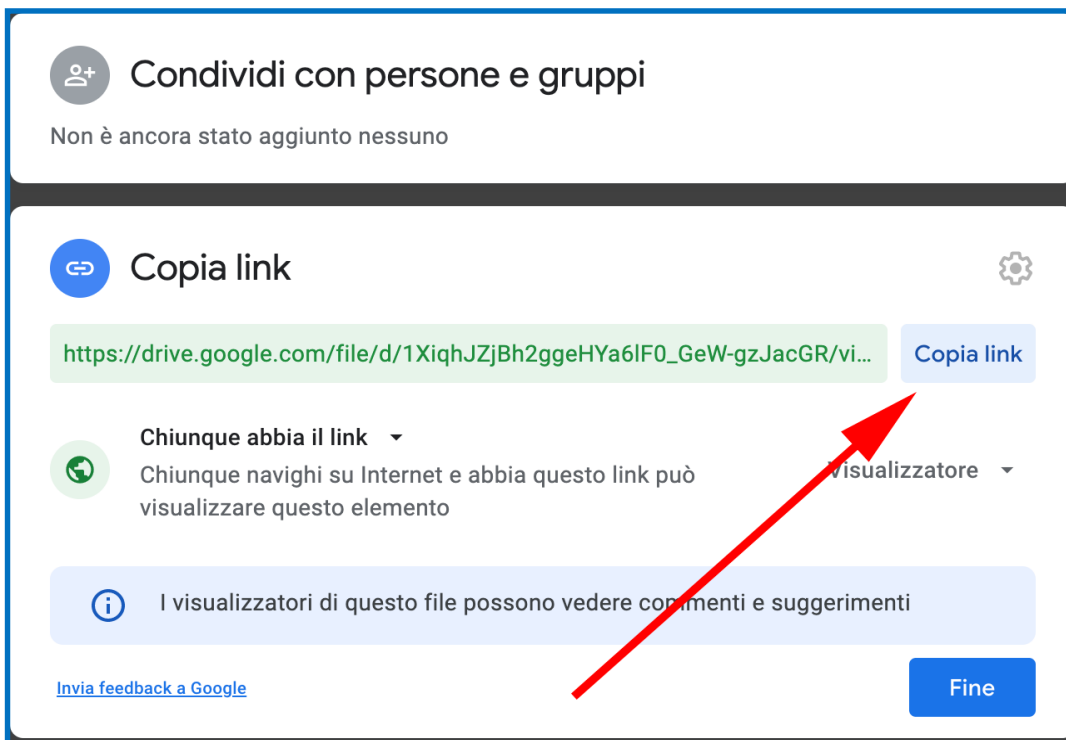 Condividi con persone e gruppi
Non è ancora stato aggiunto nessuno
Copia link
https://drive.google.com/file/d/1XiqhJZjBh2ggeHYa6lF0_GeW-gzJacGR/vi...
Copia link
Chiunque abbia il link
Chiunque navighi su Internet e abbia questo link può
visualizzare questo elemento
Visualizzatore
I visualizzatori di questo file possono vedere commenti e suggerimenti
Invia feedback a Google
Fine